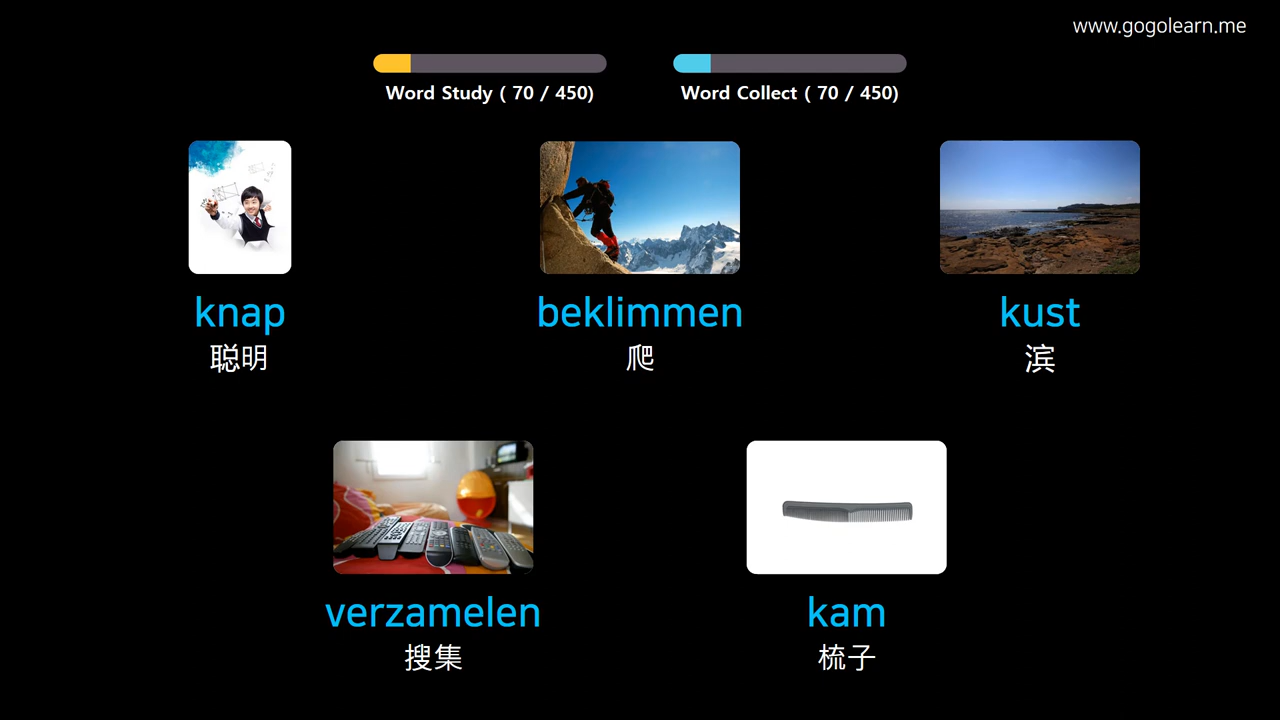 www.gogolearn.me
Word Study ( 70 / 450)
Word Collect ( 70 / 450)
knap
聪明
beklimmen
爬
kust
滨
verzamelen
搜集
kam
梳子